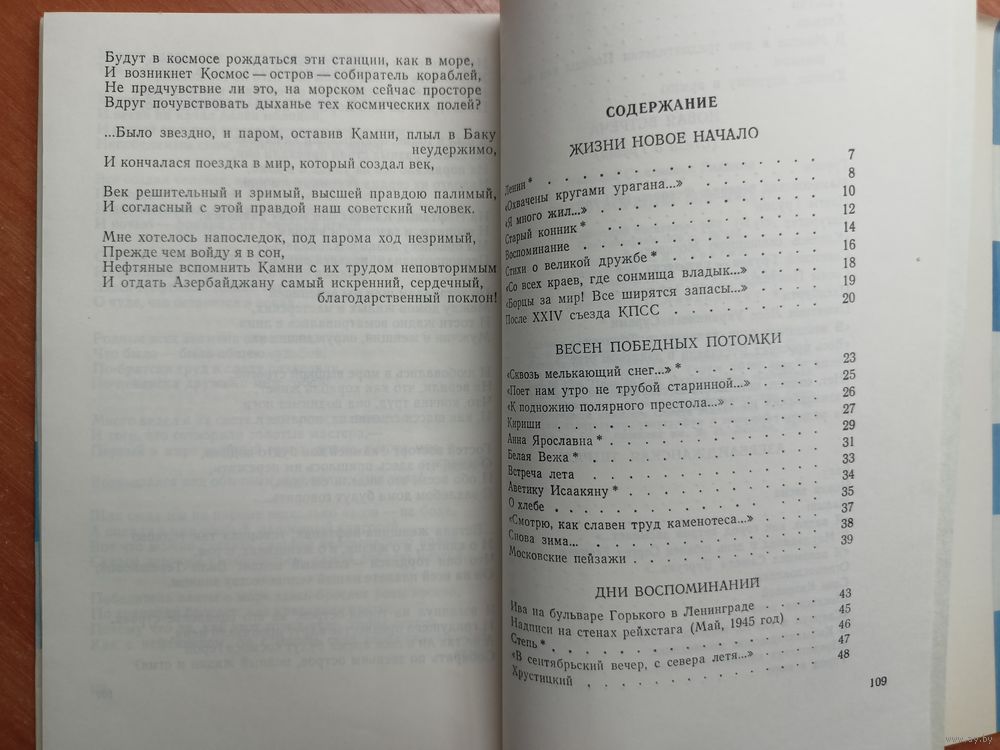 Будут в космосе рождаться эти станции, как в море,
И возникнет Космос — остров — собиратель кораблей,
Не предчувствие ли это, на морском сейчас просторе
Вдруг почувствовать дыханье тех космических полей?
...Было звездно, и паром, оставив Камни, плыл в Баку
неудержимо,
И кончалася поездка в мир, который создал век,
Век решительный и зримый, высшей правдою палимый,
И согласный с этой правдой наш советский человек.
Мне хотелось напоследок, под парома ход незримый,
Прежде чем войду я в сон,
Нефтяные вспомнить Камни с их трудом неповторимым
И отдать Азербайджану самый искренний, сердечный,
благодарственный поклон!
СОДЕРЖАНИЕ
ЖИЗНИ НОВОЕ НАЧАЛО
Ленин * . . . 7
«Охвачены кругами урагана...» . . . 8
«Я много жил...» . . . 10
Старый конник * . . . 12
Воспоминание . . . 14
Стихи о великой дружбе * . . . 16
«Со всех краев, где сонмища владык...» . . . 18
«Борцы за мир! Все ширятся запасы...» . . . 19
После XXIV съезда КПСС . . . 20
ВЕСЕН ПОБЕДНЫХ ПОТОМКИ
«Сквозь мелькающий снег...» * . . . 23
«Поет нам утро не трубой старинной...» . . . 25
«К подножию полярного престола...» . . . 26
Кириши . . . 27
Анна Ярославна * . . . 29
Белая Вежа * . . . 31
Встреча лета . . . 33
Аветику Исаакяну * . . . 34
О хлебе . . . 35
«Смотрю, как славен труд каменотеса...» . . . 37
Снова зима... . . . 38
Московские пейзажи . . . 39
ДНИ ВОСПОМИНАНИЙ
Ива на бульваре Горького в Ленинграде . . . 43
Надписи на стенах рейхстага (Май, 1945 год) . . 45
Степь * . . . 46
«В сентябрьский вечер, с севера летя...» . . . 47
Хрустицкий . . . 48
109
ay.by